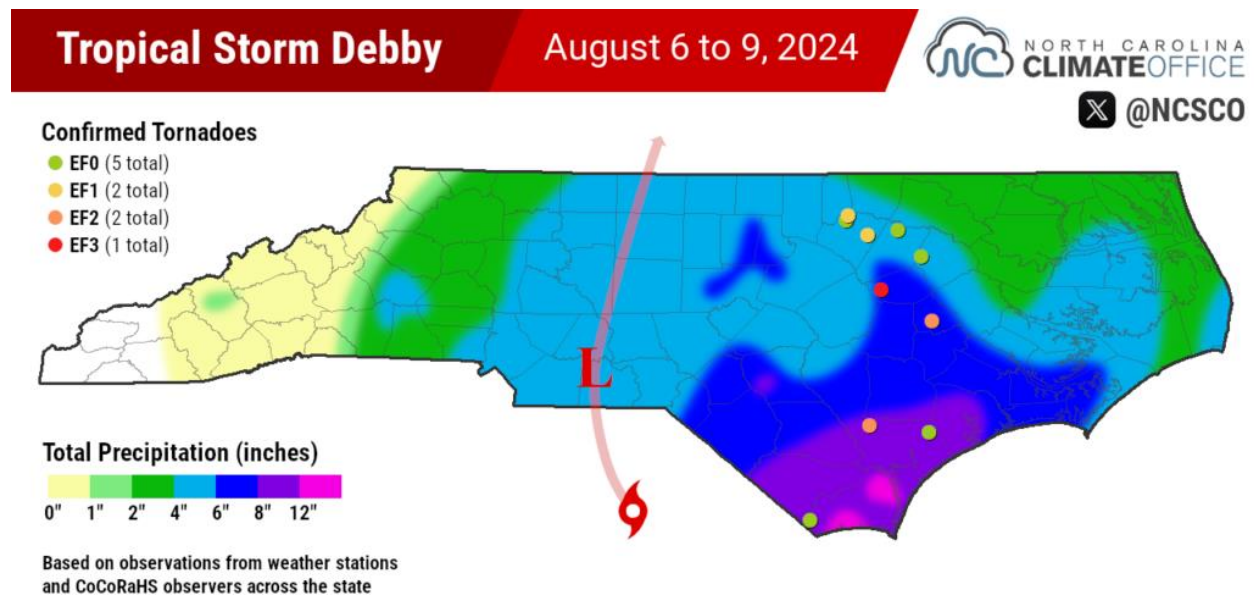 Tropical Storm Debby
August 6 to 9, 2024
NC
NORTH CAROLINA
CLIMATEOFFICE
X @NCSCO
Confirmed Tornadoes
EF0 (5 total)
EF1 (2 total)
EF2 (2 total)
EF3 (1 total)
L
Total Precipitation (inches)
0" 1" 2" 4" 6" 8" 12"
Based on observations from weather stations
and CoCoRaHS observers across the state